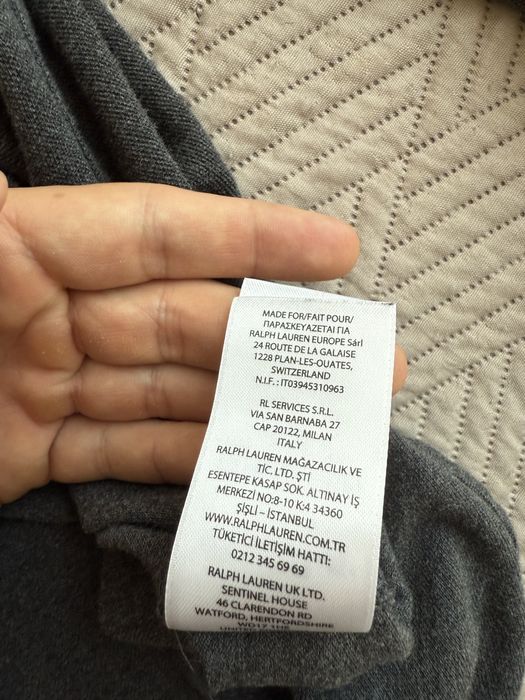 MADE FOR/FAIT POUR/
ΠΑΡΑΣΚΕΥΑΖΕΤΑΙ ΓΙΑ
RALPH LAUREN EUROPE Sárl
24 ROUTE DE LA GALAISE
1228 PLAN-LES-OUATES,
SWITZERLAND
N.I.F. : IT03945310963
RL SERVICES S.R.L.
VIA SAN BARNABA 27
CAP 20122, MILAN
ITALY
RALPH LAUREN MAĞAZACILIK VE
TİC. LTD. ŞTİ
ESENTEPE KASAP SOK. ALTINAY İŞ
MERKEZİ NO:8-10 K:4 34360
ŞİŞLİ – İSTANBUL
WWW.RALPHLAUREN.COM.TR
TÜKETİCİ İLETİŞİM HATTI:
0212 345 69 69
RALPH LAUREN UK LTD.
SENTINEL HOUSE
46 CLARENDON RD
WATFORD, HERTFORDSHIRE
WD17 1HE